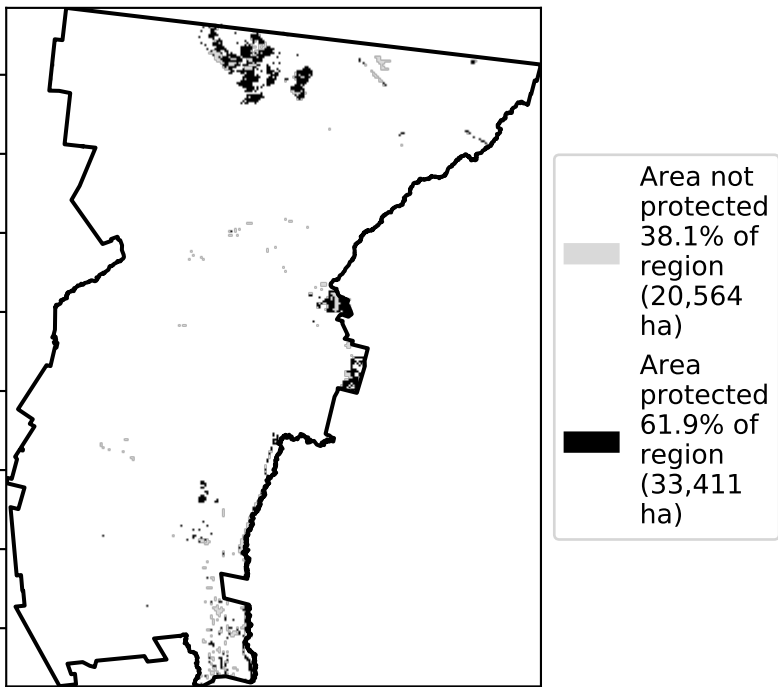 Area not
protected
38.1% of
region
(20,564
ha)
Area
protected
61.9% of
region
(33,411
ha)